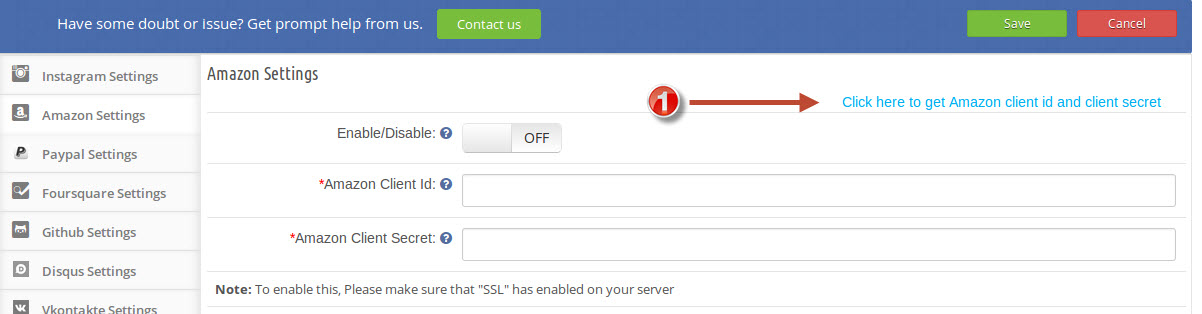 Have some doubt or issue? Get prompt help from us.
Contact us
Save
Cancel
Instagram Settings
Amazon Settings
Paypal Settings
Foursquare Settings
Github Settings
Disqus Settings
Vkontakte Settings
Amazon Settings
1
Click here to get Amazon client id and client secret
Enable/Disable: ?
OFF
*Amazon Client Id: ?
*Amazon Client Secret: ?
Note: To enable this, Please make sure that "SSL" has enabled on your server